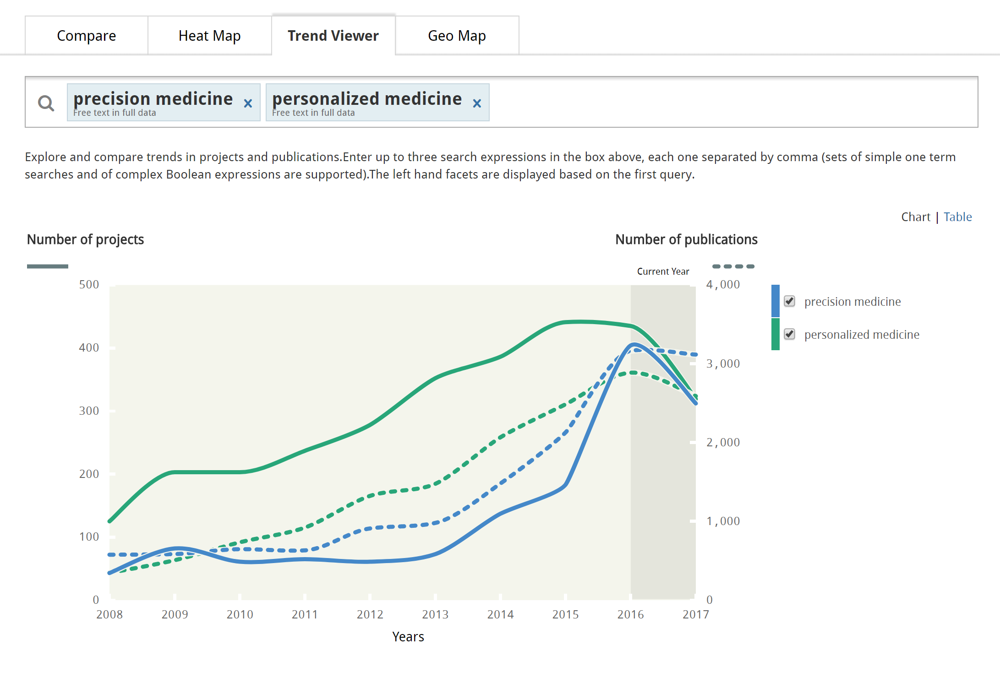 Compare Heat Map Trend Viewer Geo Map
precision medicine × personalized medicine ×
Free text in full data Free text in full data
Explore and compare trends in projects and publications.Enter up to three search expressions in the box above, each one separated by comma (sets of simple one term
searches and of complex Boolean expressions are supported).The left hand facets are displayed based on the first query.
Chart | Table
Number of projects Number of publications
Current Year
500 4,000
precision medicine
personalized medicine
400
3,000
300
2,000
200
1,000
100
0 0
2008 2009 2010 2011 2012 2013 2014 2015 2016 2017
Years